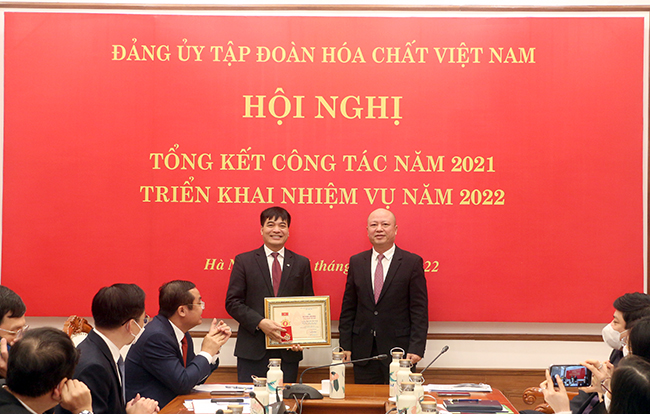 ĐẢNG ỦY TẬP ĐOÀN HÓA CHẤT VIỆT NAM
HỘI NGHỊ
TỔNG KẾT CÔNG TÁC NĂM 2021
TRIỂN KHAI NHIỆM VỤ NĂM 2022
Hà